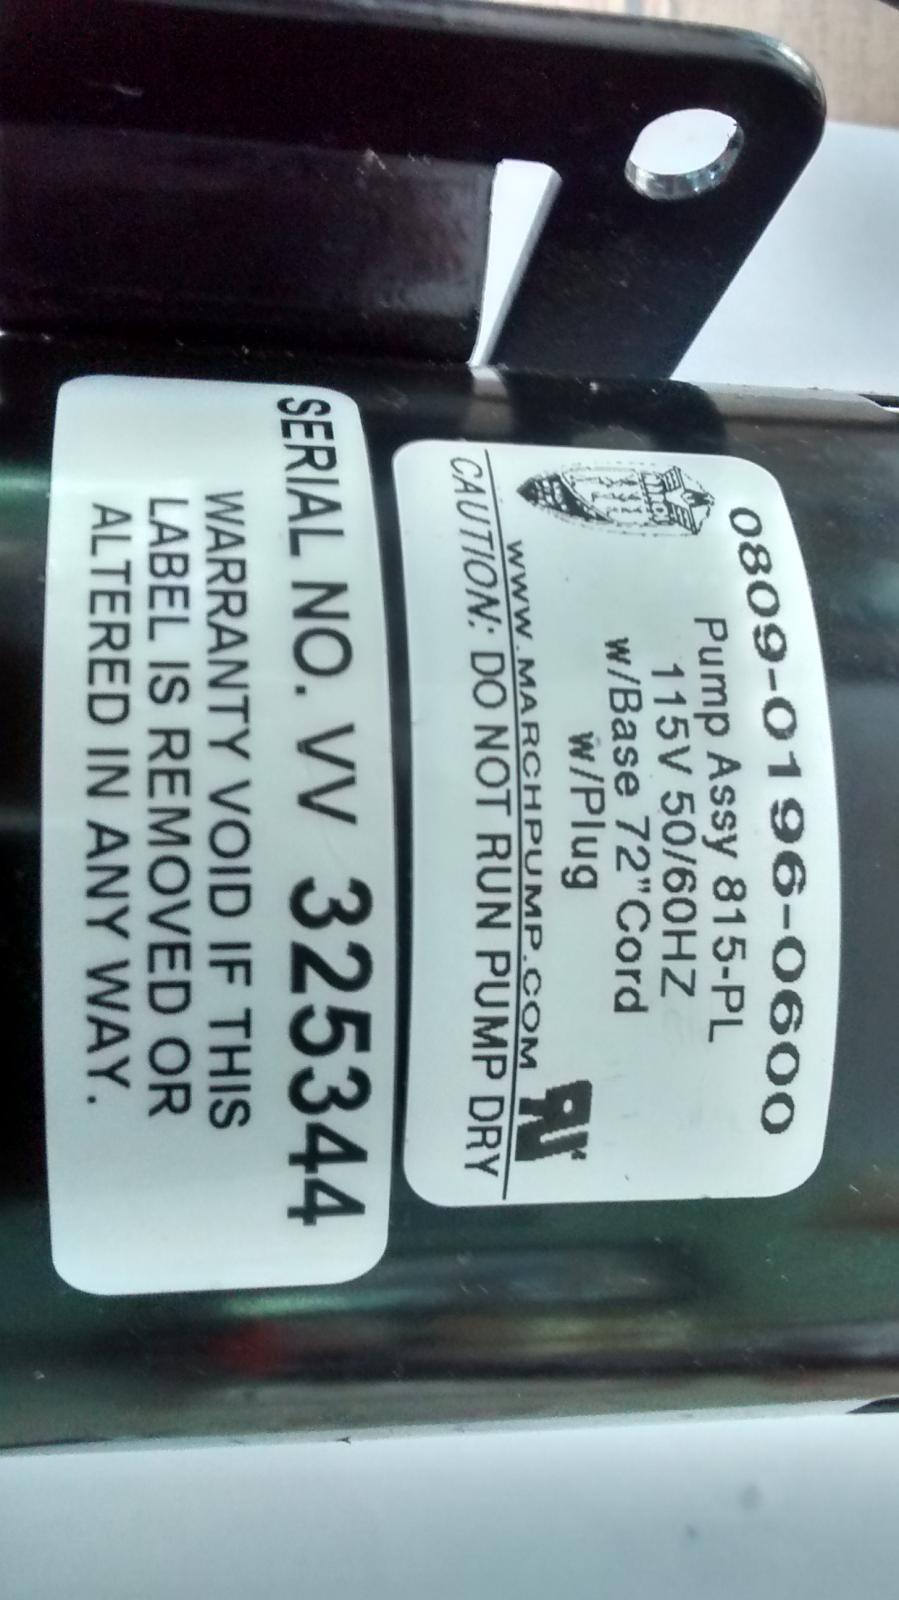 0809-0196-0600
Pump Assy 815-PL
115V 50/60HZ
w/Base 72"Cord
w/Plug
WWW.MARCHPUMP.COM
CAUTION: DO NOT RUN PUMP DRY
SERIAL NO. VV 325344
WARRANTY VOID IF THIS
LABEL IS REMOVED OR
ALTERED IN ANY WAY.